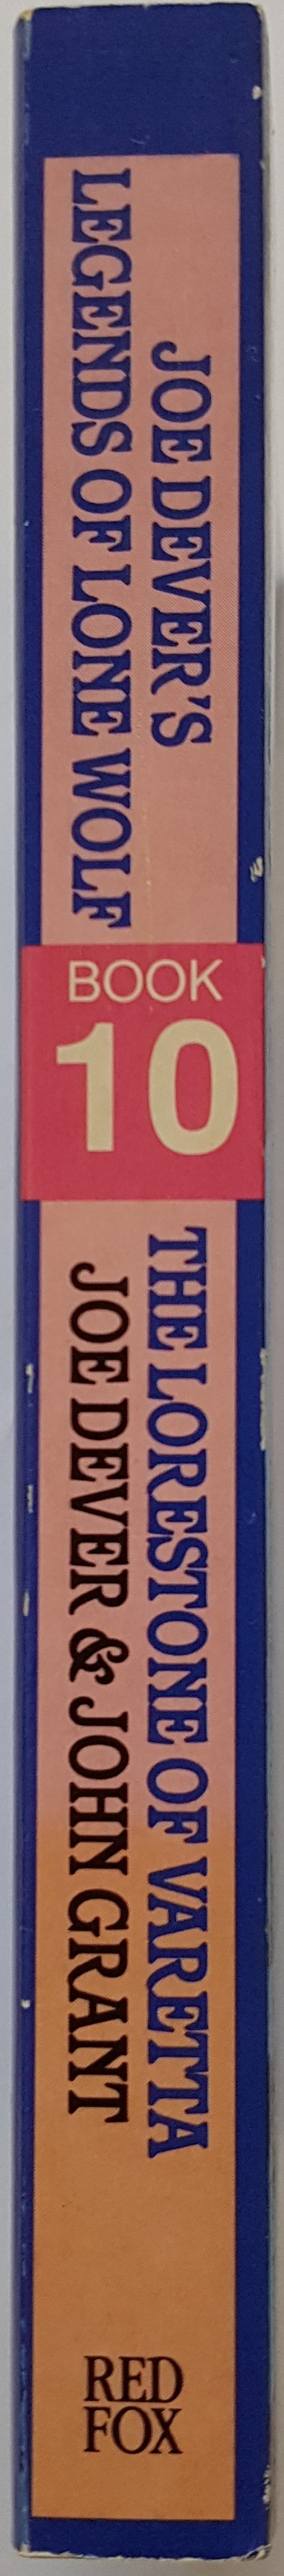 JOE DEVER'S
LEGENDS OF LONE WOLF
BOOK
10
THE LORESTONE OF VARETTA
JOE DEVER & JOHN GRANT
RED
FOX